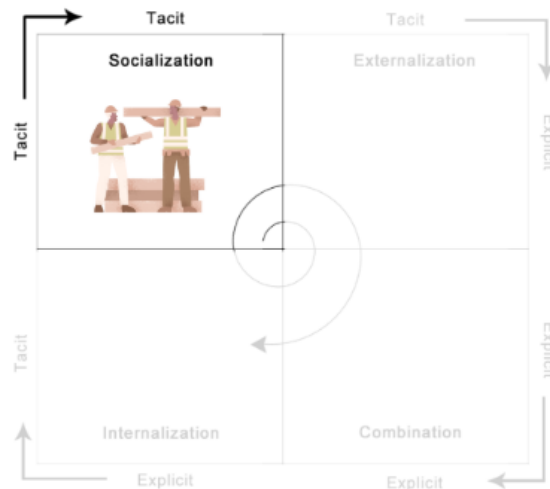 Tacit
Tacit
Socialization
Externalization
Tacit
Explicit
Tacit
Explicit
Internalization
Combination
Explicit
Explicit